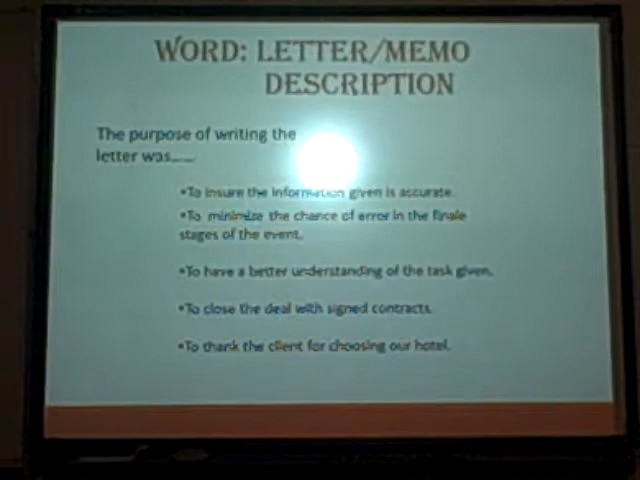 WORD: LETTER/MEMO
DESCRIPTION
The purpose of writing the
letter was......
•To insure the information given is accurate.
•To minimize the chance of error in the finale
stages of the event.
•To have a better understanding of the task given.
•To close the deal with signed contracts.
•To thank the client for choosing our hotel.